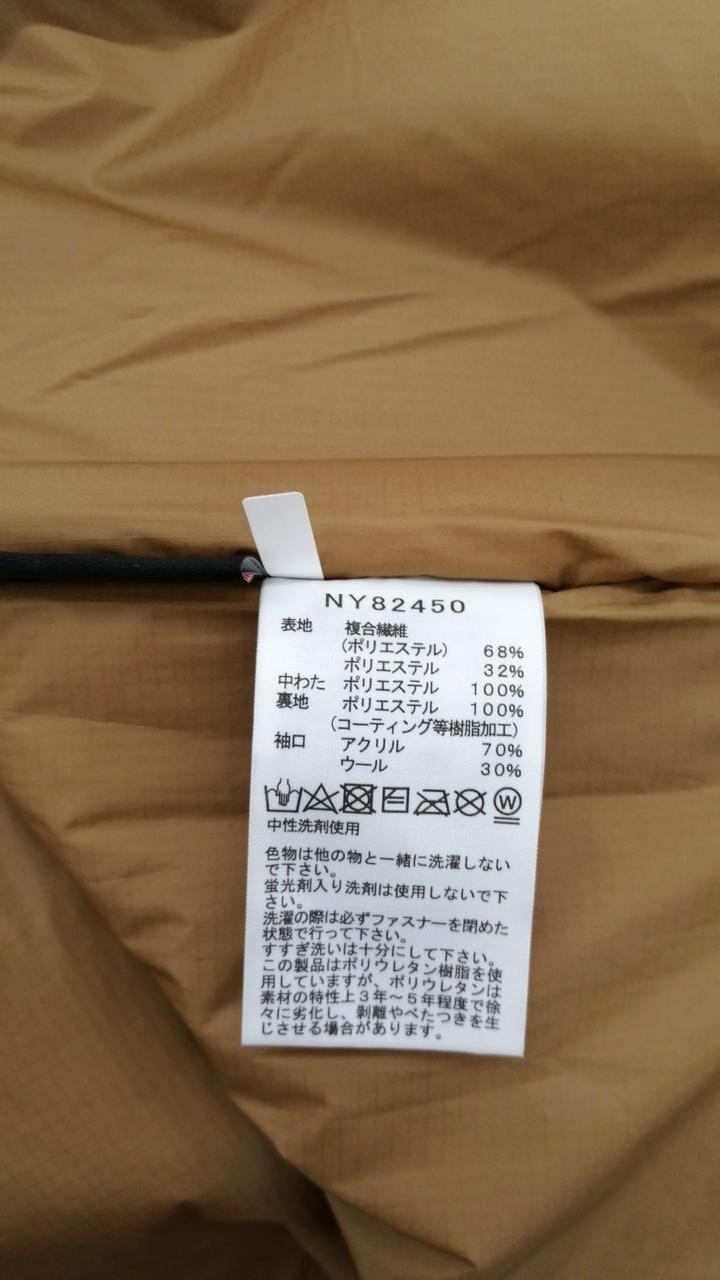 NY82450
表地 複合繊維
(ポリエステル) 68%
ポリエステル 32%
中わた ポリエステル 100%
裏地 ポリエステル 100%
(コーティング等樹脂加工)
袖口 アクリル 70%
ウール 30%
W
中性洗剤使用
色物は他の物と一緒に洗濯しない
で下さい。
蛍光剤入り洗剤は使用しないで下
さい。
洗濯の際は必ずファスナーを閉めた
状態で行って下さい。
すすぎ洗いは十分にして下さい。
この製品はポリウレタン樹脂を使
用していますが、ポリウレタンは
素材の特性上3年～5年程度で徐
々に劣化し、剥離やべたつきを生
じさせる場合があります。